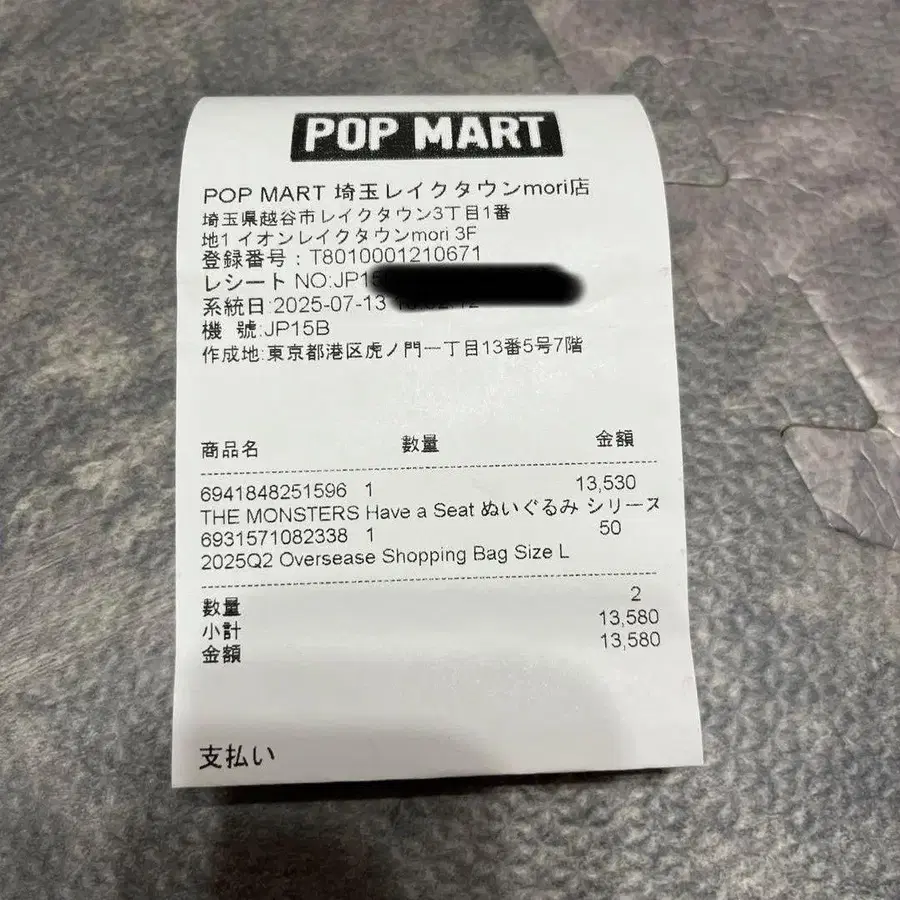 POP MART
POP MART 埼玉レイクタウンmori店
埼玉県越谷市レイクタウン3丁目1番
地1 イオンレイクタウンmori 3F
登録番号：T8010001210671
レシート NO:JP15
系統日:2025-07-13
機 號:JP15B
作成地:東京都港区虎ノ門一丁目13番5号7階
商品名 數量 金額
6941848251596 1 13,530
THE MONSTERS Have a Seat ぬいぐるみ シリーズ
6931571082338 1 50
2025Q2 Oversease Shopping Bag Size L
數量 2
小計 13,580
金額 13,580
支払い